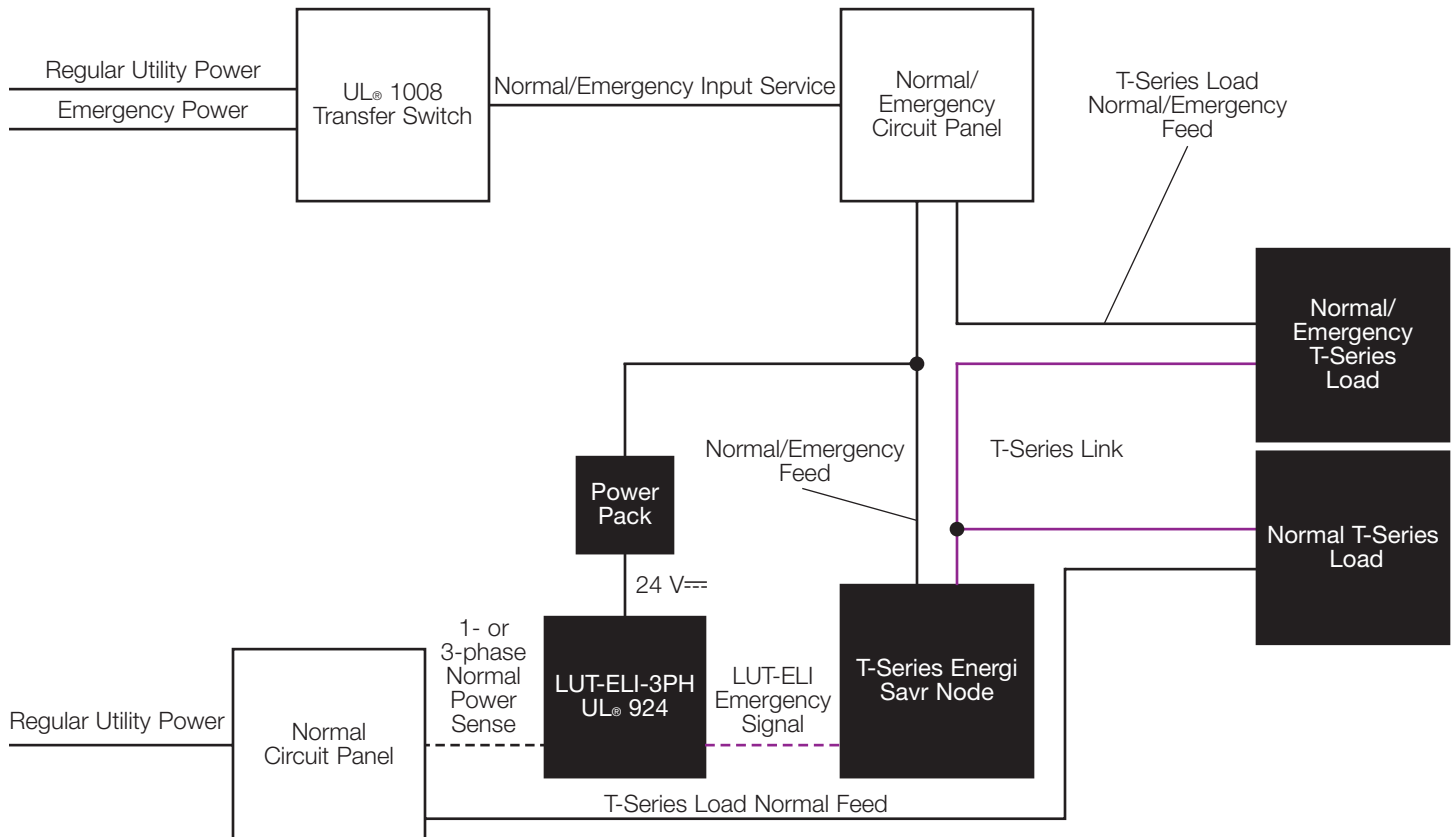 Regular Utility Power
Emergency Power
UL® 1008
Transfer Switch
Normal/Emergency Input Service
Normal/
Emergency
Circuit Panel
T-Series Load
Normal/Emergency
Feed
Normal/
Emergency
T-Series
Load
Normal/Emergency
Feed
T-Series Link
Power
Pack
Normal T-Series
Load
24 V⎓
1- or
3-phase
Normal
Power
Sense
LUT-ELI-3PH
UL® 924
LUT-ELI
Emergency
Signal
T-Series Energi
Savr Node
Regular Utility Power
Normal
Circuit Panel
T-Series Load Normal Feed